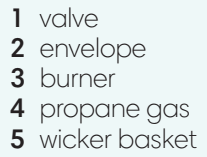 1 valve
2 envelope
3 burner
4 propane gas
5 wicker basket